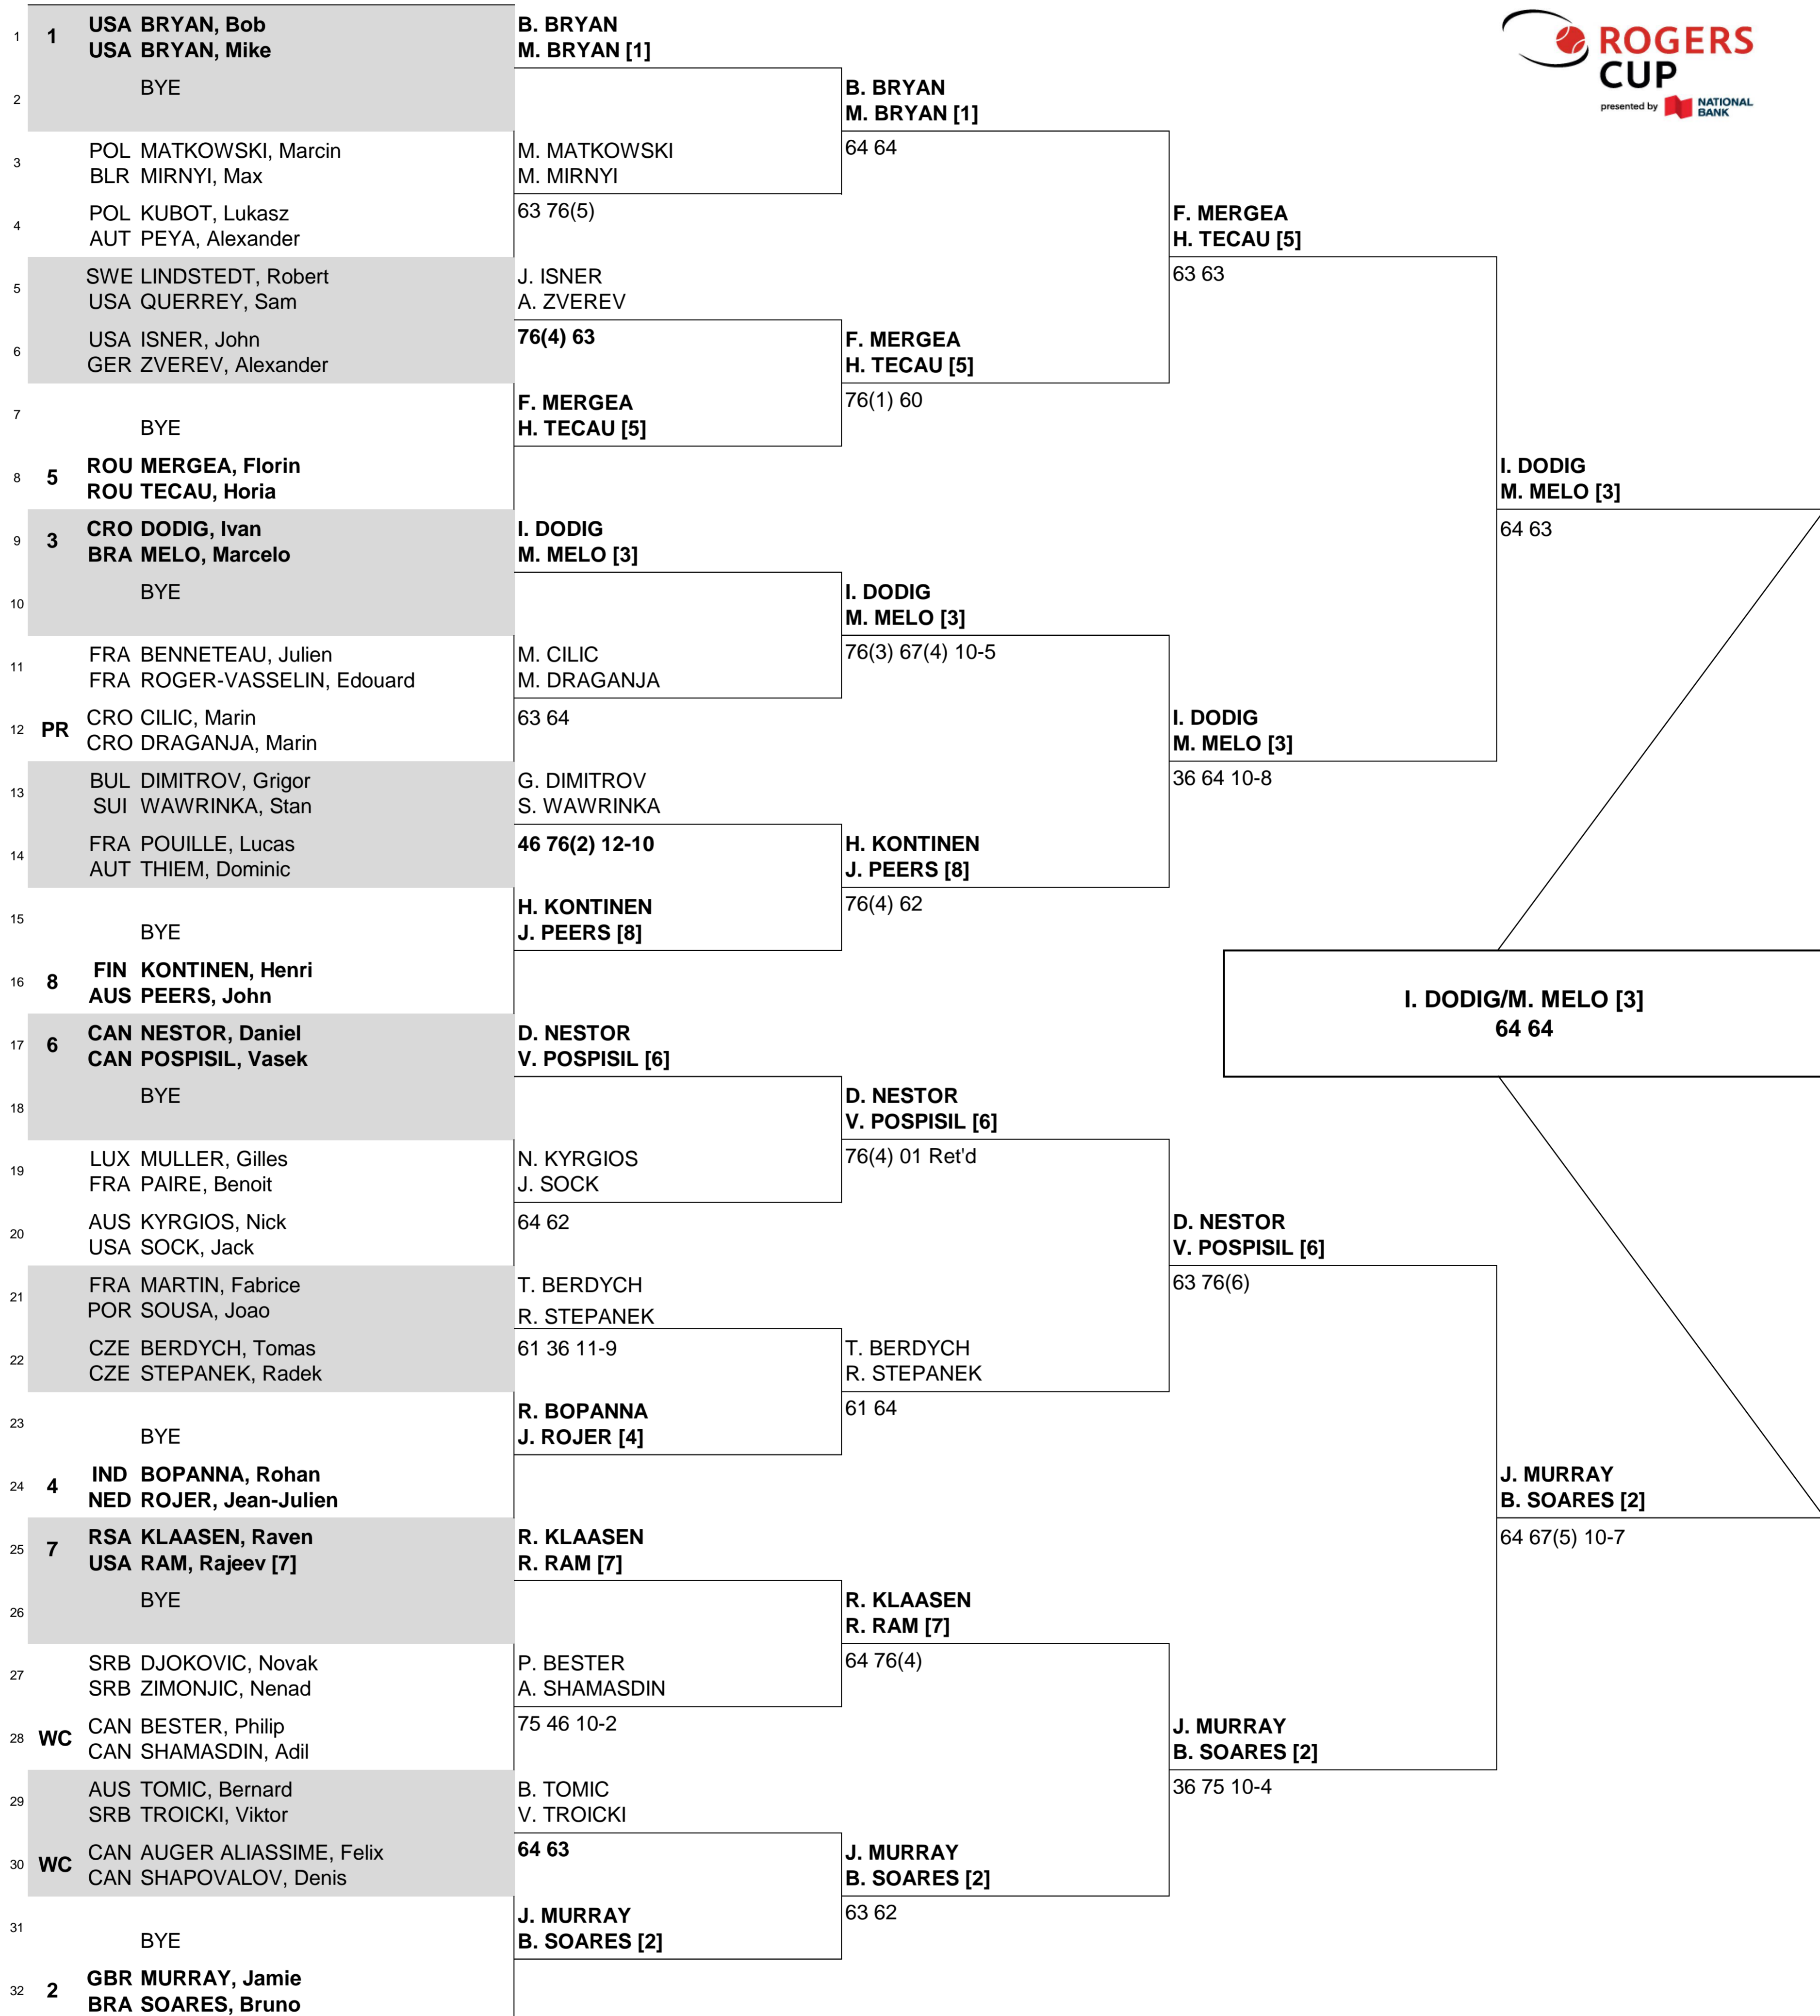 ROGERS
CUP
presented by NATIONAL
BANK
1 1 USA BRYAN, Bob
USA BRYAN, Mike
2 BYE
3 POL MATKOWSKI, Marcin
BLR MIRNYI, Max
4 POL KUBOT, Lukasz
AUT PEYA, Alexander
5 SWE LINDSTEDT, Robert
USA QUERREY, Sam
6 USA ISNER, John
GER ZVEREV, Alexander
7 BYE
8 5 ROU MERGEA, Florin
ROU TECAU, Horia
9 3 CRO DODIG, Ivan
BRA MELO, Marcelo
10 BYE
11 FRA BENNETEAU, Julien
FRA ROGER-VASSELIN, Edouard
12 PR CRO CILIC, Marin
CRO DRAGANJA, Marin
13 BUL DIMITROV, Grigor
SUI WAWRINKA, Stan
14 FRA POUILLE, Lucas
AUT THIEM, Dominic
15 BYE
16 8 FIN KONTINEN, Henri
AUS PEERS, John
17 6 CAN NESTOR, Daniel
CAN POSPISIL, Vasek
18 BYE
19 LUX MULLER, Gilles
FRA PAIRE, Benoit
20 AUS KYRGIOS, Nick
USA SOCK, Jack
21 FRA MARTIN, Fabrice
POR SOUSA, Joao
22 CZE BERDYCH, Tomas
CZE STEPANEK, Radek
23 BYE
24 4 IND BOPANNA, Rohan
NED ROJER, Jean-Julien
25 7 RSA KLAASEN, Raven
USA RAM, Rajeev [7]
26 BYE
27 SRB DJOKOVIC, Novak
SRB ZIMONJIC, Nenad
28 WC CAN BESTER, Philip
CAN SHAMASDIN, Adil
29 AUS TOMIC, Bernard
SRB TROICKI, Viktor
30 WC CAN AUGER ALIASSIME, Felix
CAN SHAPOVALOV, Denis
31 BYE
32 2 GBR MURRAY, Jamie
BRA SOARES, Bruno
B. BRYAN
M. BRYAN [1]
M. MATKOWSKI
M. MIRNYI
63 76(5)
J. ISNER
A. ZVEREV
76(4) 63
F. MERGEA
H. TECAU [5]
I. DODIG
M. MELO [3]
M. CILIC
M. DRAGANJA
63 64
G. DIMITROV
S. WAWRINKA
46 76(2) 12-10
H. KONTINEN
J. PEERS [8]
D. NESTOR
V. POSPISIL [6]
N. KYRGIOS
J. SOCK
64 62
T. BERDYCH
R. STEPANEK
61 36 11-9
R. BOPANNA
J. ROJER [4]
R. KLAASEN
R. RAM [7]
P. BESTER
A. SHAMASDIN
75 46 10-2
B. TOMIC
V. TROICKI
64 63
J. MURRAY
B. SOARES [2]
B. BRYAN
M. BRYAN [1]
64 64
F. MERGEA
H. TECAU [5]
76(1) 60
I. DODIG
M. MELO [3]
76(3) 67(4) 10-5
H. KONTINEN
J. PEERS [8]
76(4) 62
D. NESTOR
V. POSPISIL [6]
76(4) 01 Ret'd
T. BERDYCH
R. STEPANEK
61 64
R. KLAASEN
R. RAM [7]
64 76(4)
J. MURRAY
B. SOARES [2]
63 62
F. MERGEA
H. TECAU [5]
63 63
I. DODIG
M. MELO [3]
36 64 10-8
D. NESTOR
V. POSPISIL [6]
63 76(6)
J. MURRAY
B. SOARES [2]
36 75 10-4
I. DODIG
M. MELO [3]
64 63
J. MURRAY
B. SOARES [2]
64 67(5) 10-7
I. DODIG/M. MELO [3]
64 64